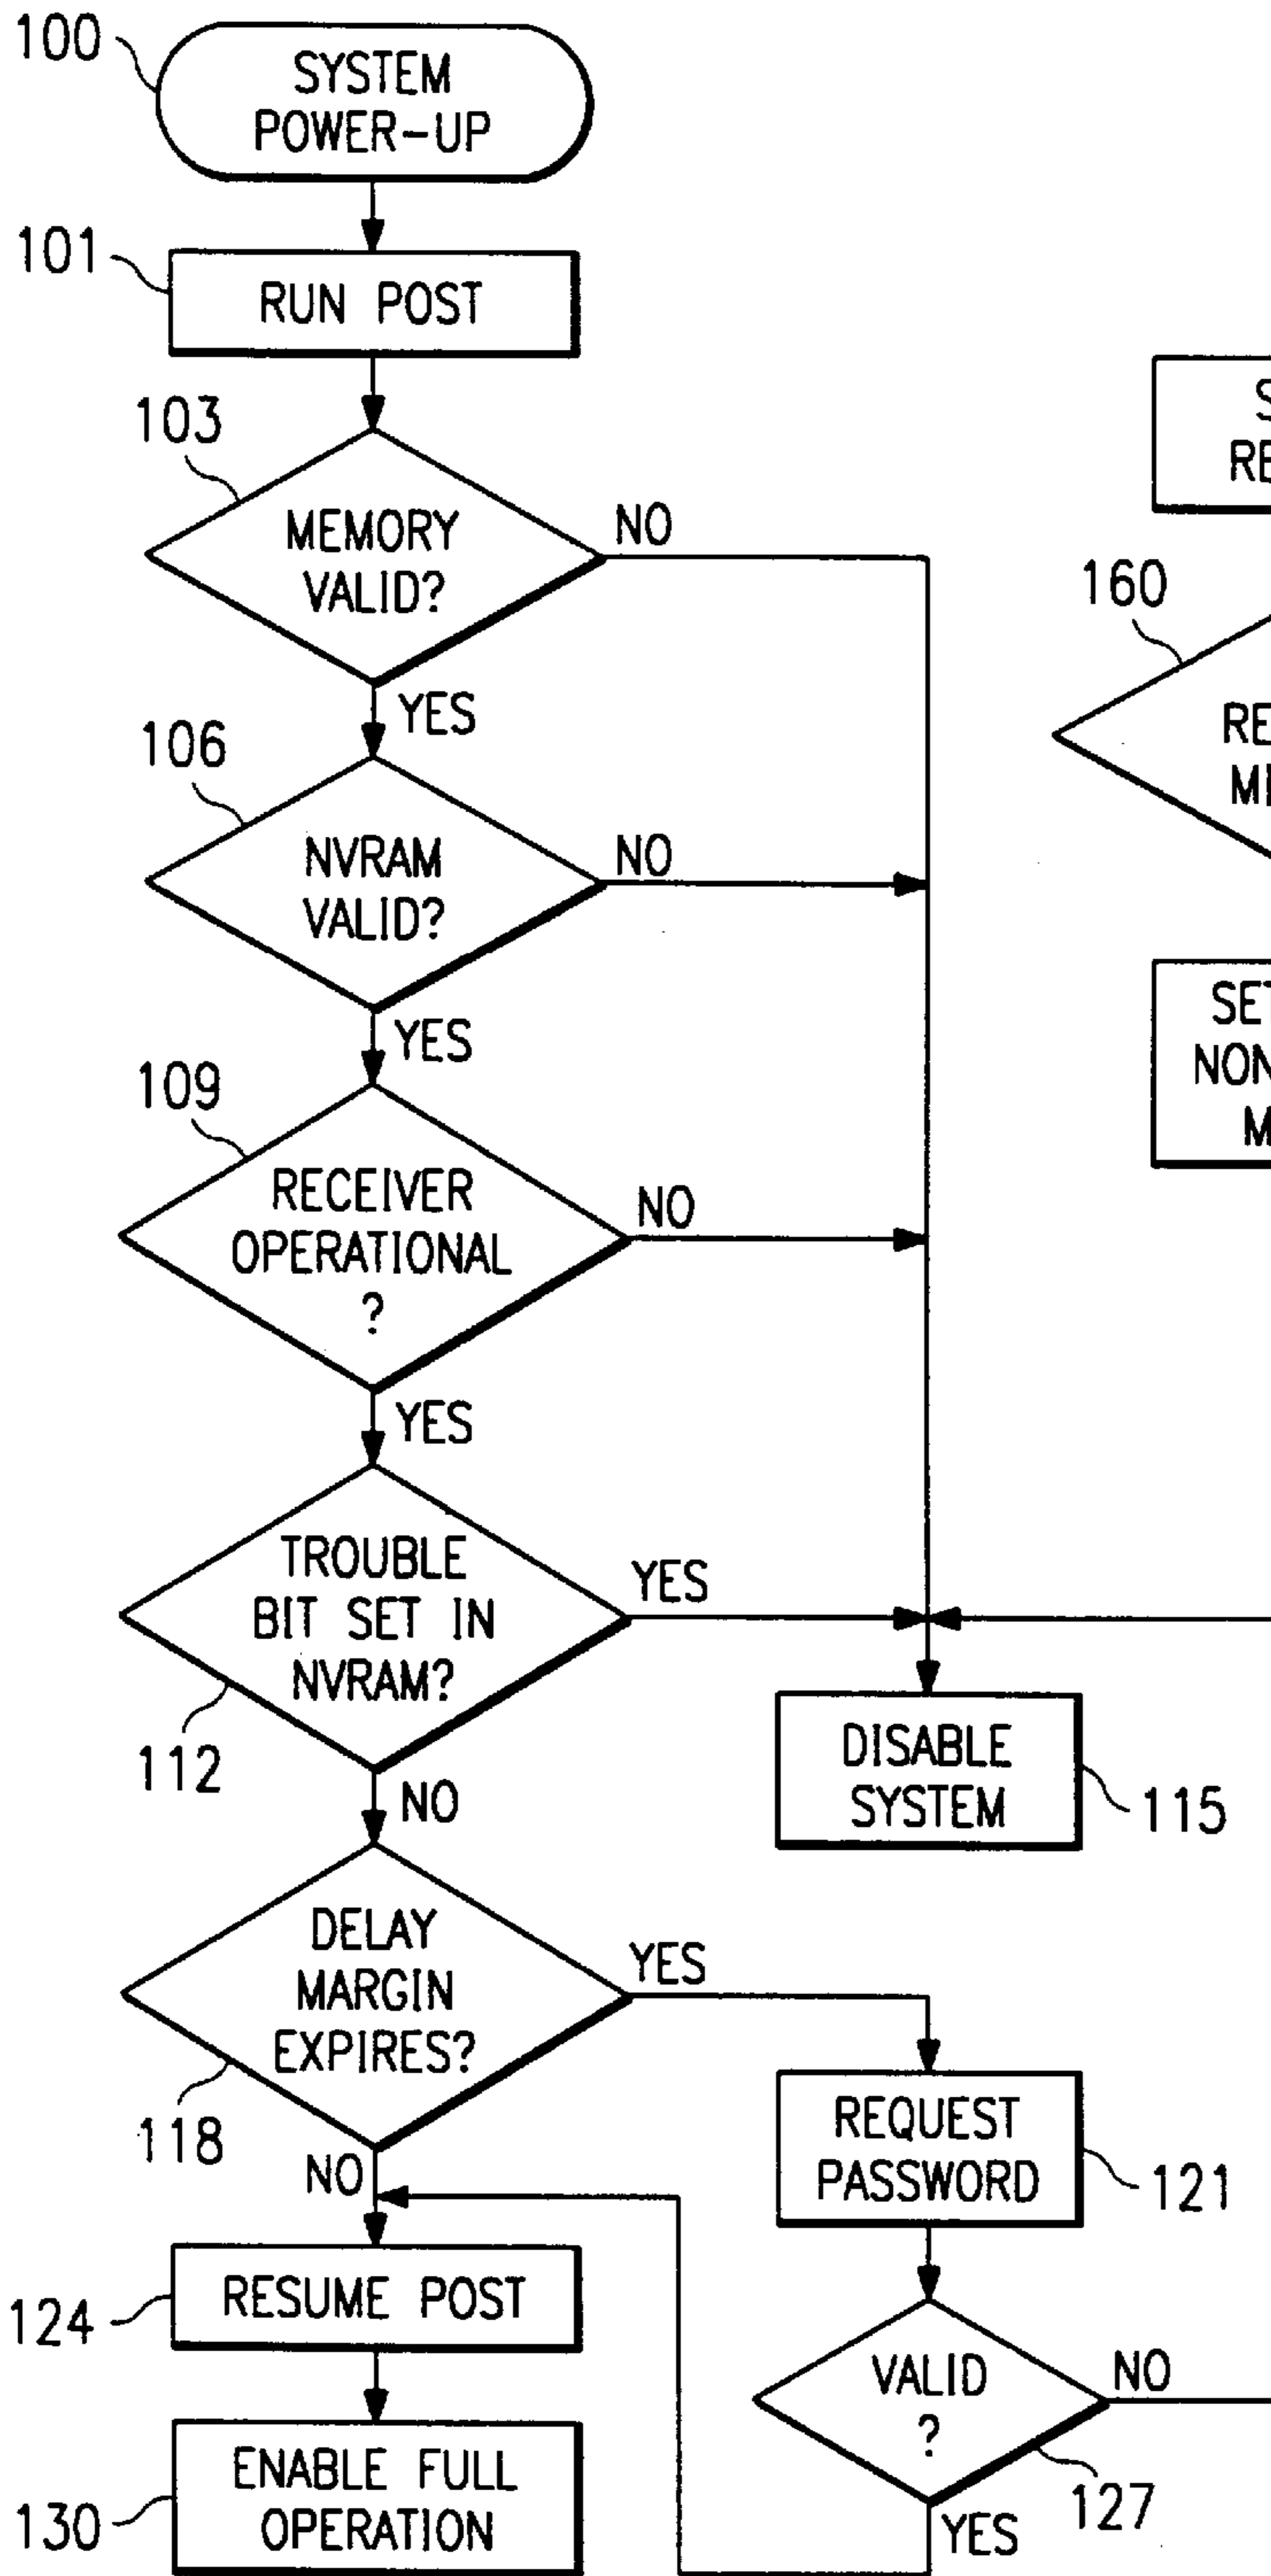 100
SYSTEM
POWER-UP
101
RUN POST
103
MEMORY
VALID?
NO
YES
106
NVRAM
VALID?
NO
YES
109
RECEIVER
OPERATIONAL
?
NO
YES
TROUBLE
BIT SET IN
NVRAM?
YES
112
NO
DISABLE
SYSTEM
115
DELAY
MARGIN
EXPIRES?
YES
118
NO
REQUEST
PASSWORD
121
124
RESUME POST
VALID
?
NO
127
YES
130
ENABLE FULL
OPERATION
160